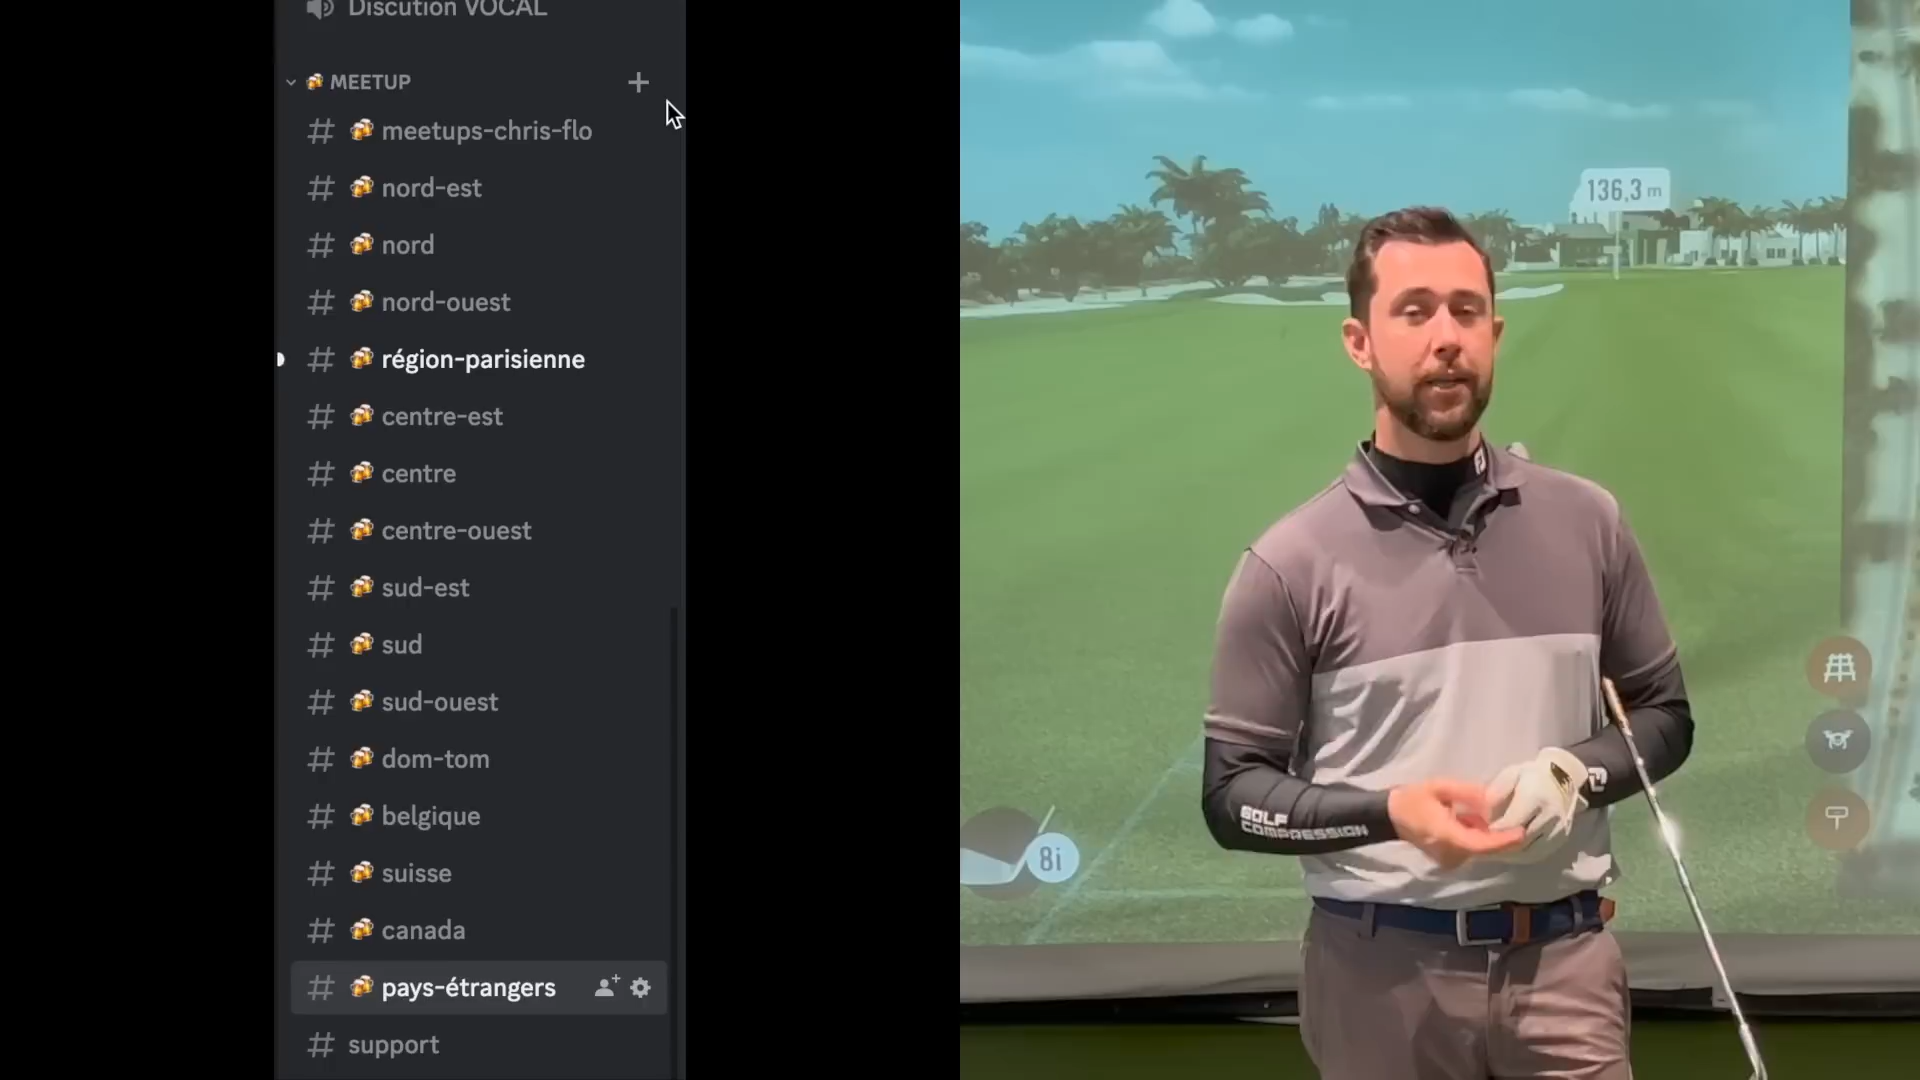 Discution VOCAL
MEETUP
# meetups-chris-flo
# nord-est
# nord
# nord-ouest
# région-parisienne
# centre-est
# centre
# centre-ouest
# sud-est
# sud
# sud-ouest
# dom-tom
# belgique
# suisse
# canada
# pays-étrangers
# support
136,3 m
GOLF
COMPRESSION
8i